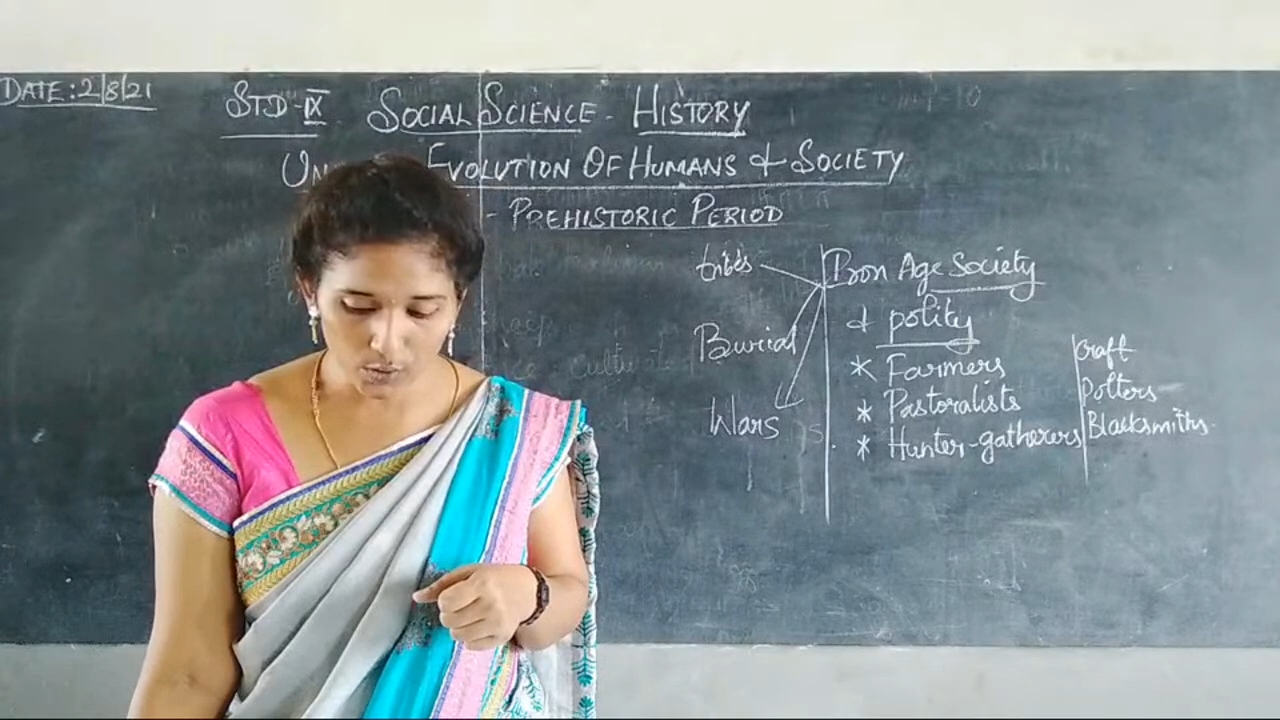 DATE: 2/8/21
STD-IX SOCIAL SCIENCE - HISTORY
EVOLUTION OF HUMANS & SOCIETY
- PREHISTORIC PERIOD
tribes
Burial
Wars
Iron Age Society
& polity
* Farmers
* Pastoralists
* Hunter-gatherers
Craft
Potters
Blacksmiths